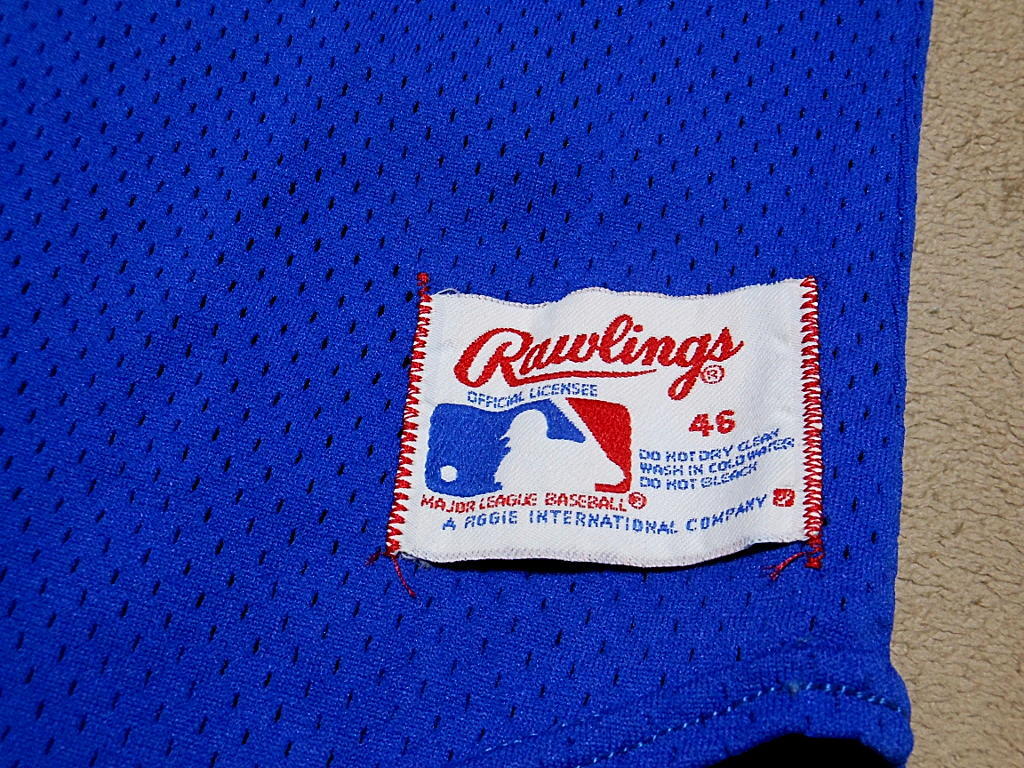 Rawlings®
OFFICIAL LICENSEE
46
DO NOT DRY CLEAN
WASH IN COLD WATER
DO NOT BLEACH
MAJOR LEAGUE BASEBALL®
A AGGIE INTERNATIONAL COMPANY